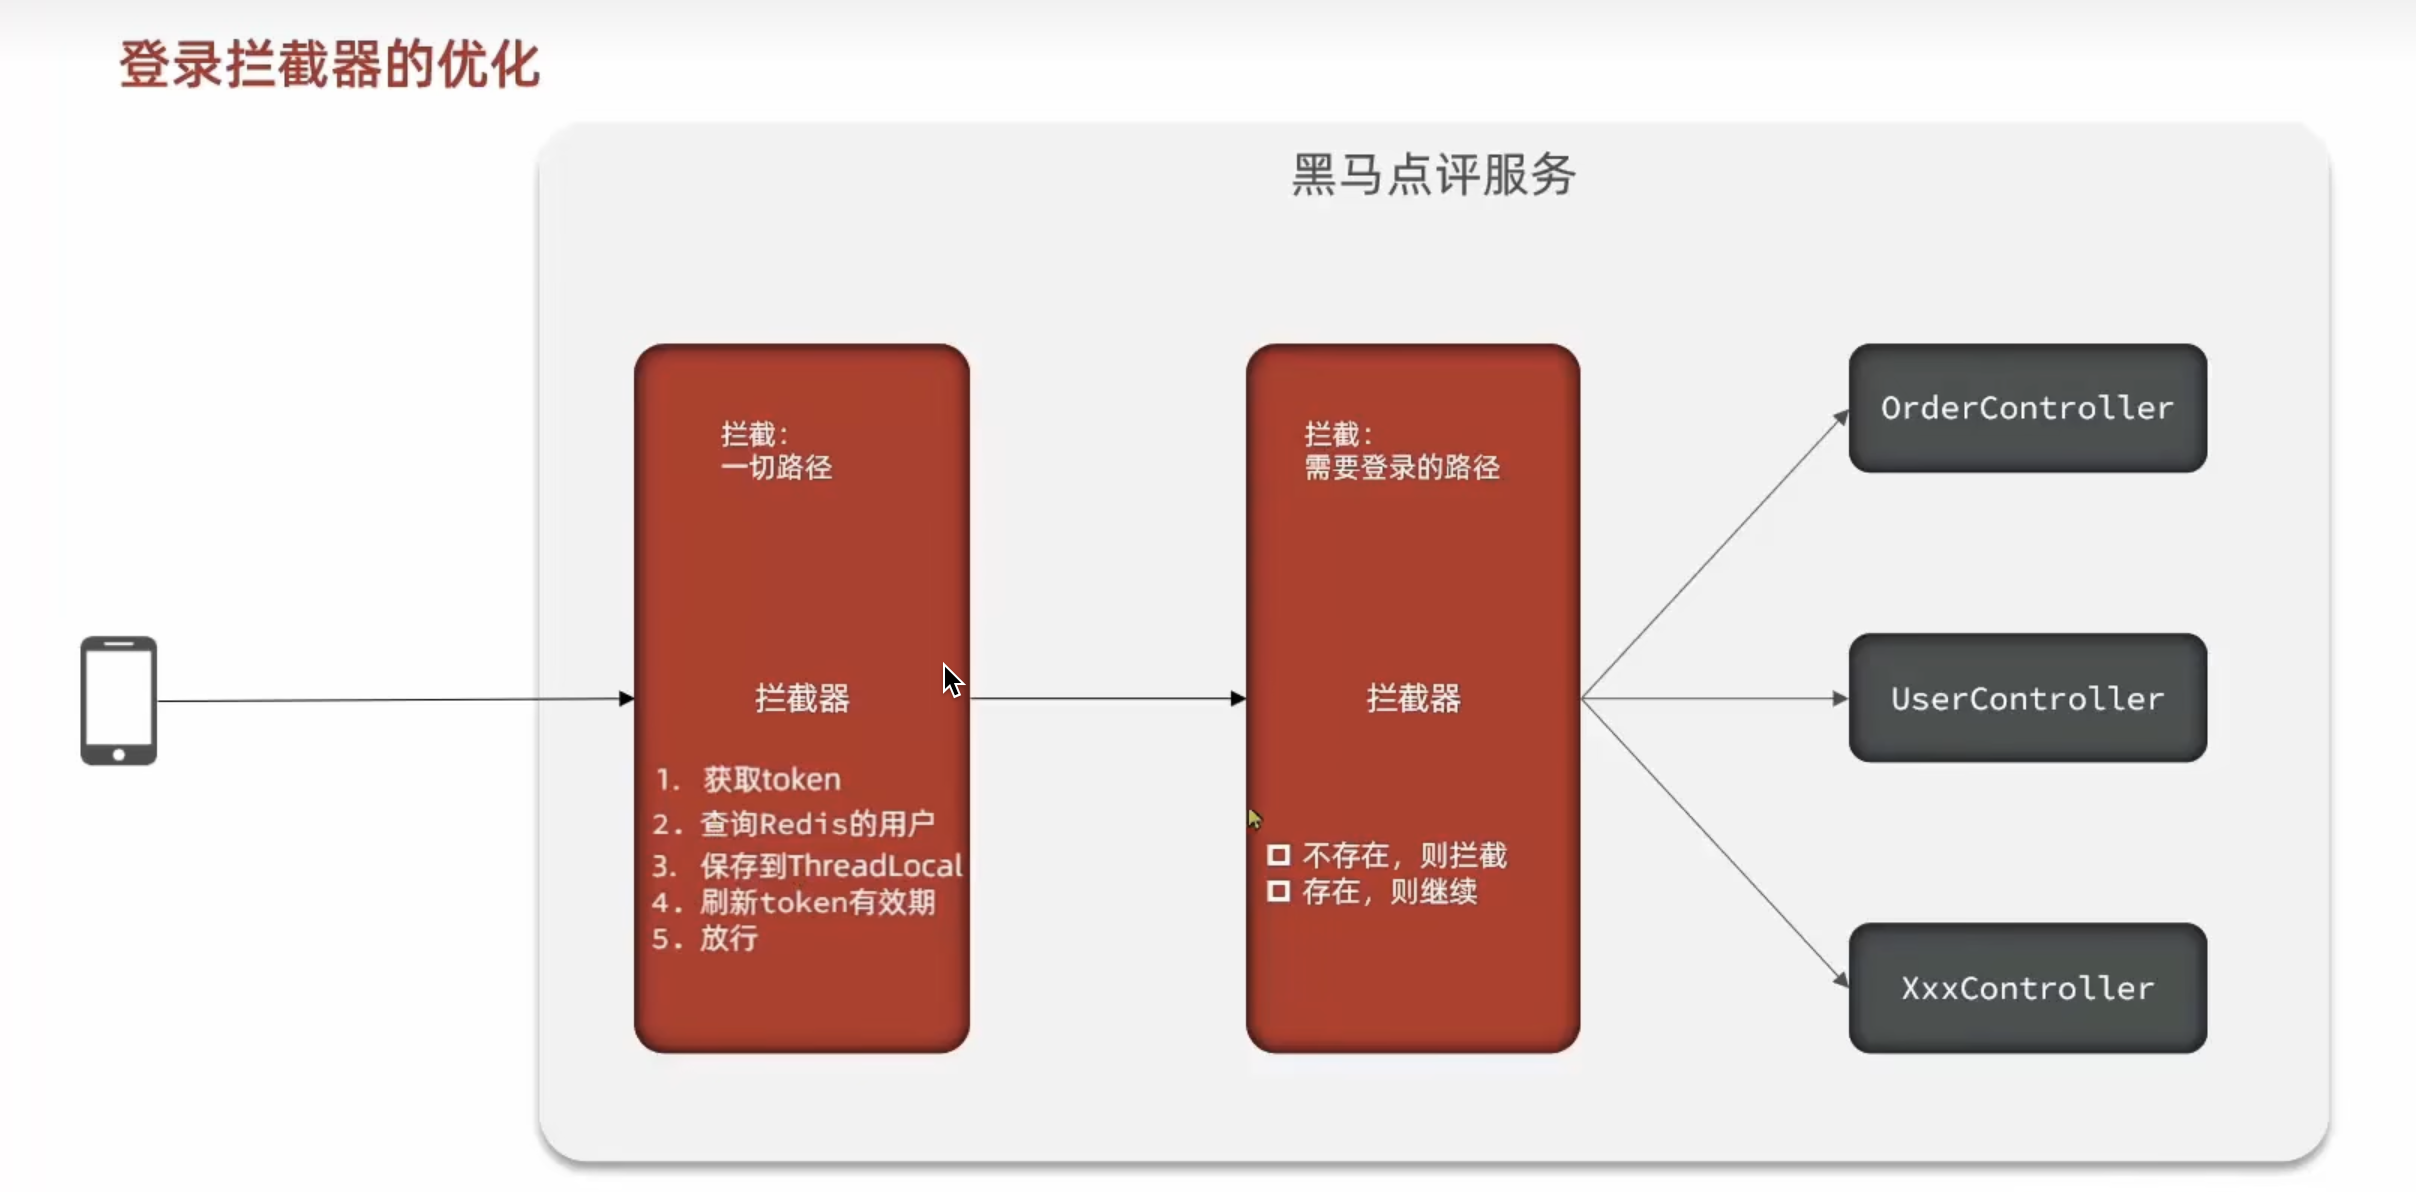 登录拦截器的优化
黑马点评服务
拦截：
一切路径
拦截器
1. 获取token
2. 查询Redis的用户
3. 保存到ThreadLocal
4. 刷新token有效期
5. 放行
拦截：
需要登录的路径
拦截器
不存在，则拦截
存在，则继续
OrderController
UserController
XxxController